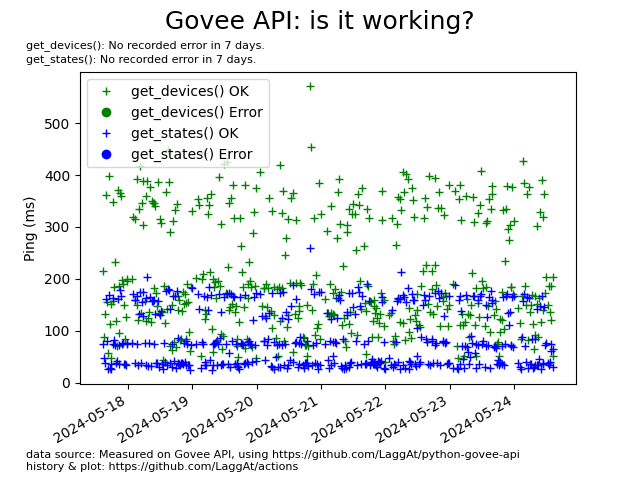 Govee API: is it working?
get_devices(): No recorded error in 7 days.
get_states(): No recorded error in 7 days.
get_devices() OK
get_devices() Error
get_states() OK
get_states() Error
Ping (ms)
500
400
300
200
100
0
2024-05-18
2024-05-19
2024-05-20
2024-05-21
2024-05-22
2024-05-23
2024-05-24
data source: Measured on Govee API, using https://github.com/LaggAt/python-govee-api
history & plot: https://github.com/LaggAt/actions